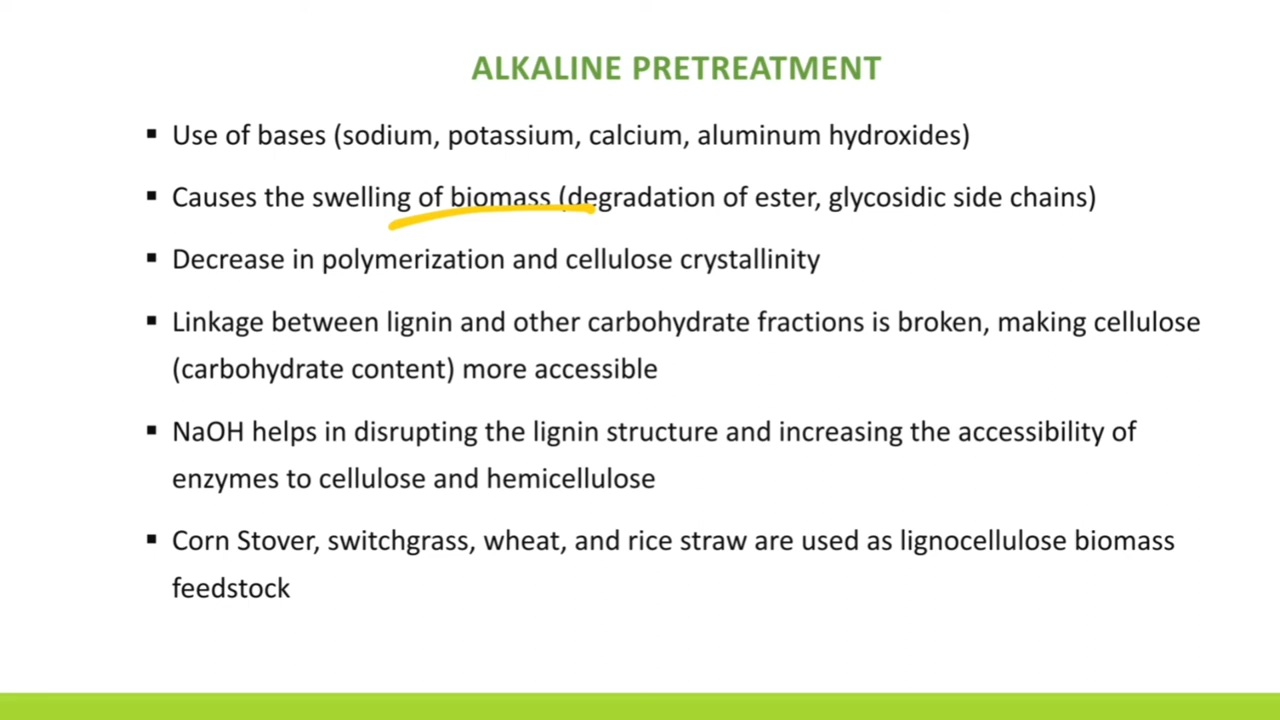 ALKALINE PRETREATMENT
▪ Use of bases (sodium, potassium, calcium, aluminum hydroxides)
▪ Causes the swelling of biomass (degradation of ester, glycosidic side chains)
▪ Decrease in polymerization and cellulose crystallinity
▪ Linkage between lignin and other carbohydrate fractions is broken, making cellulose
(carbohydrate content) more accessible
▪ NaOH helps in disrupting the lignin structure and increasing the accessibility of
enzymes to cellulose and hemicellulose
▪ Corn Stover, switchgrass, wheat, and rice straw are used as lignocellulose biomass
feedstock